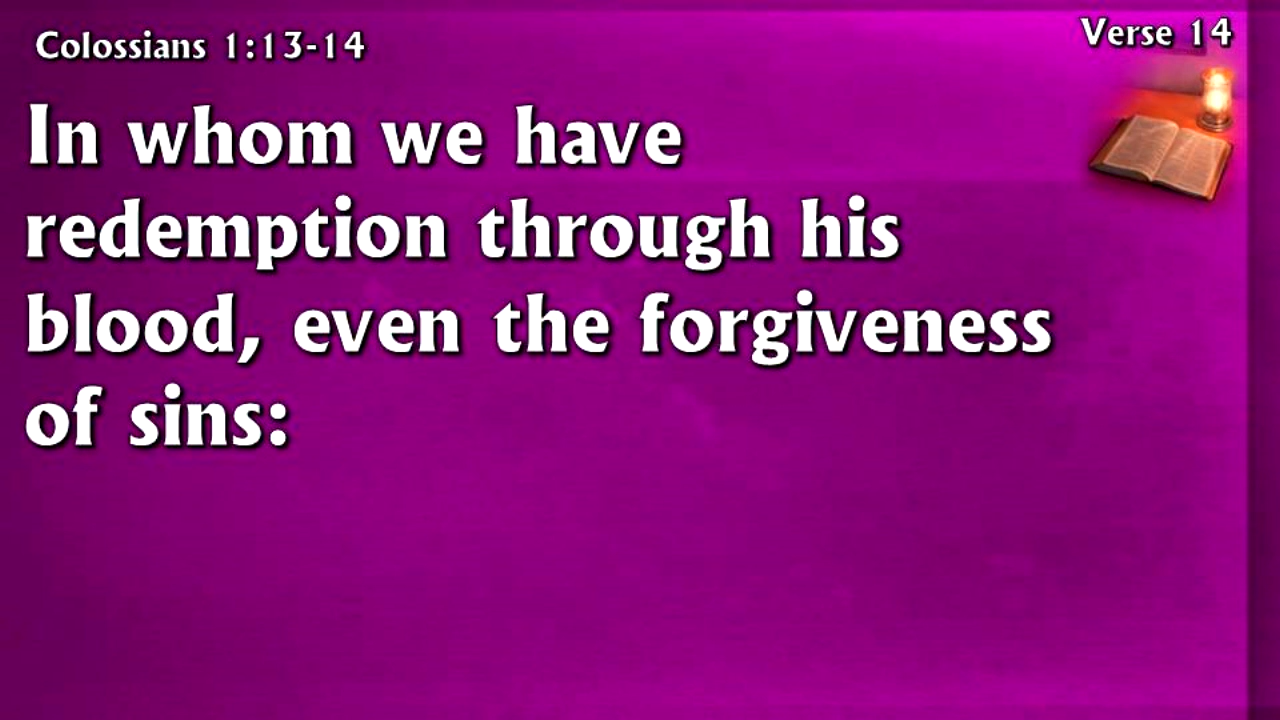 Colossians 1:13-14
Verse 14
In whom we have
redemption through his
blood, even the forgiveness
of sins: